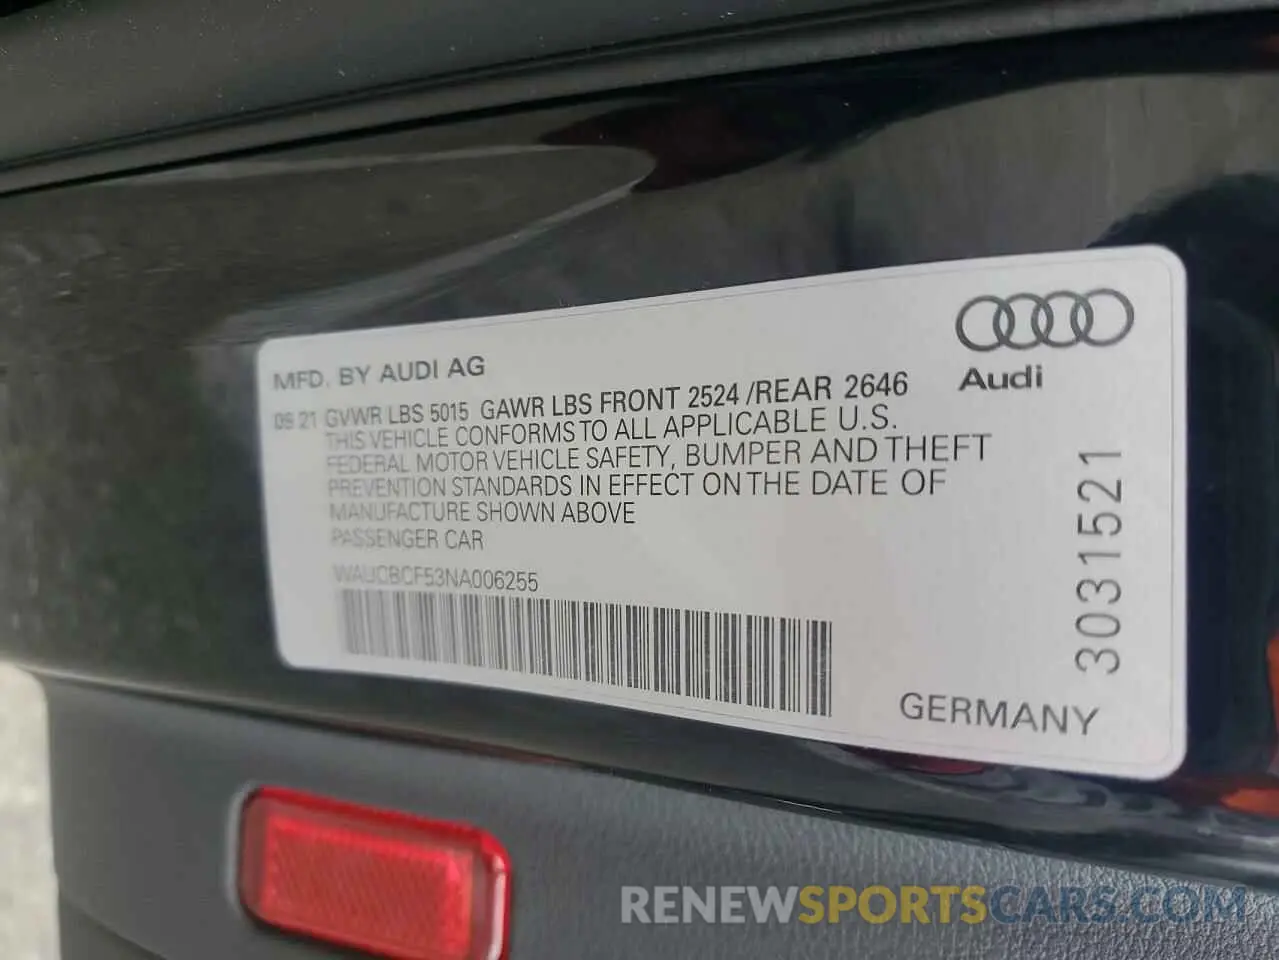 MFD. BY AUDI AG
Audi
09 21 GVWR LBS 5015 GAWR LBS FRONT 2524 /REAR 2646
THIS VEHICLE CONFORMS TO ALL APPLICABLE U.S.
FEDERAL MOTOR VEHICLE SAFETY, BUMPER AND THEFT
PREVENTION STANDARDS IN EFFECT ON THE DATE OF
MANUFACTURE SHOWN ABOVE
PASSENGER CAR
WAUCBCF53NA006255
3031521
GERMANY
RENEWSPORTSCARS.COM